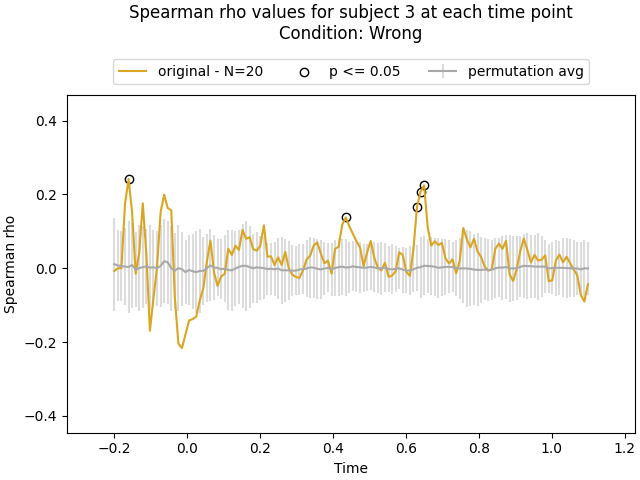 Spearman rho values for subject 3 at each time point
Condition: Wrong
original - N=20
p <= 0.05
permutation avg
Spearman rho
0.4
0.2
0.0
−0.2
−0.4
−0.2
0.0
0.2
0.4
0.6
0.8
1.0
1.2
Time